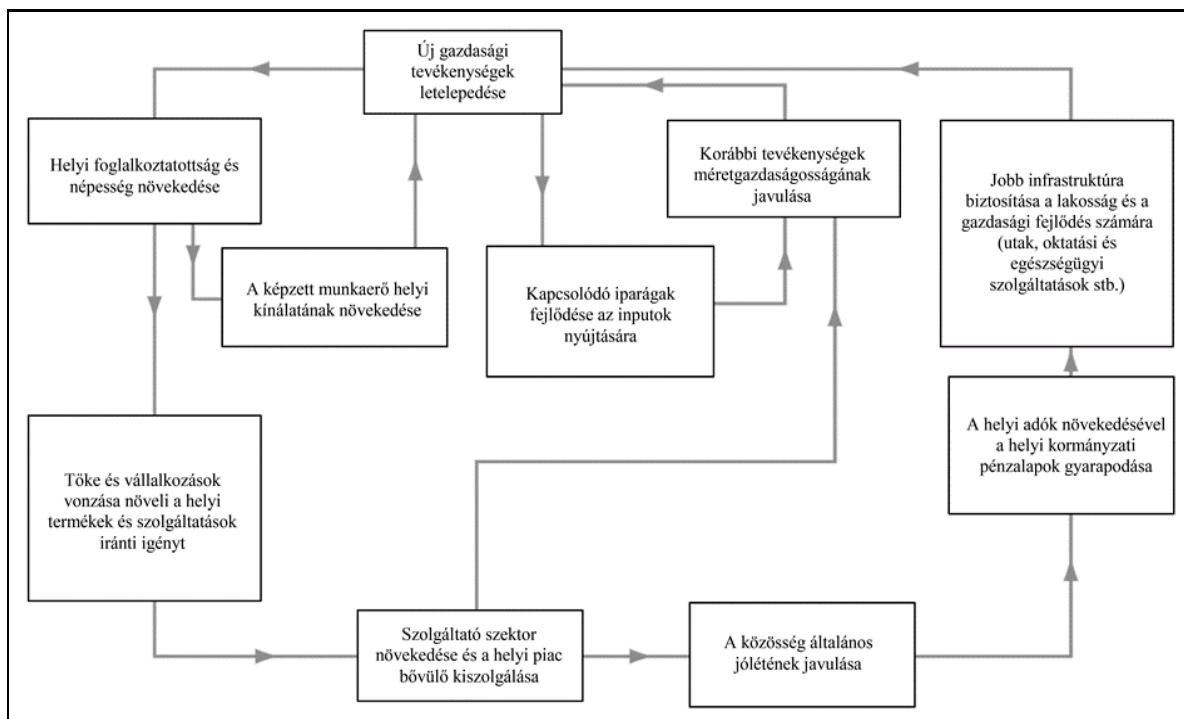 Új gazdasági
tevékenységek
letelepedése
Helyi foglalkoztatottság és
népesség növekedése
A képzett munkaerő helyi
kínálatának növekedése
Kapcsolódó iparágak
fejlődése az inputok
nyújtására
Korábbi tevékenységek
méretgazdaságosságának
javulása
Jobb infrastruktúra
biztosítása a lakosság és a
gazdasági fejlődés számára
(utak, oktatási és
egészségügyi
szolgáltatások stb.)
A helyi adók növekedésével
a helyi kormányzati
pénzalapok gyarapodása
Tőke és vállalkozások
vonzása növeli a helyi
termékek és szolgáltatások
iránti igényt
Szolgáltató szektor
növekedése és a helyi piac
bővülő kiszolgálása
A közösség általános
jólétének javulása